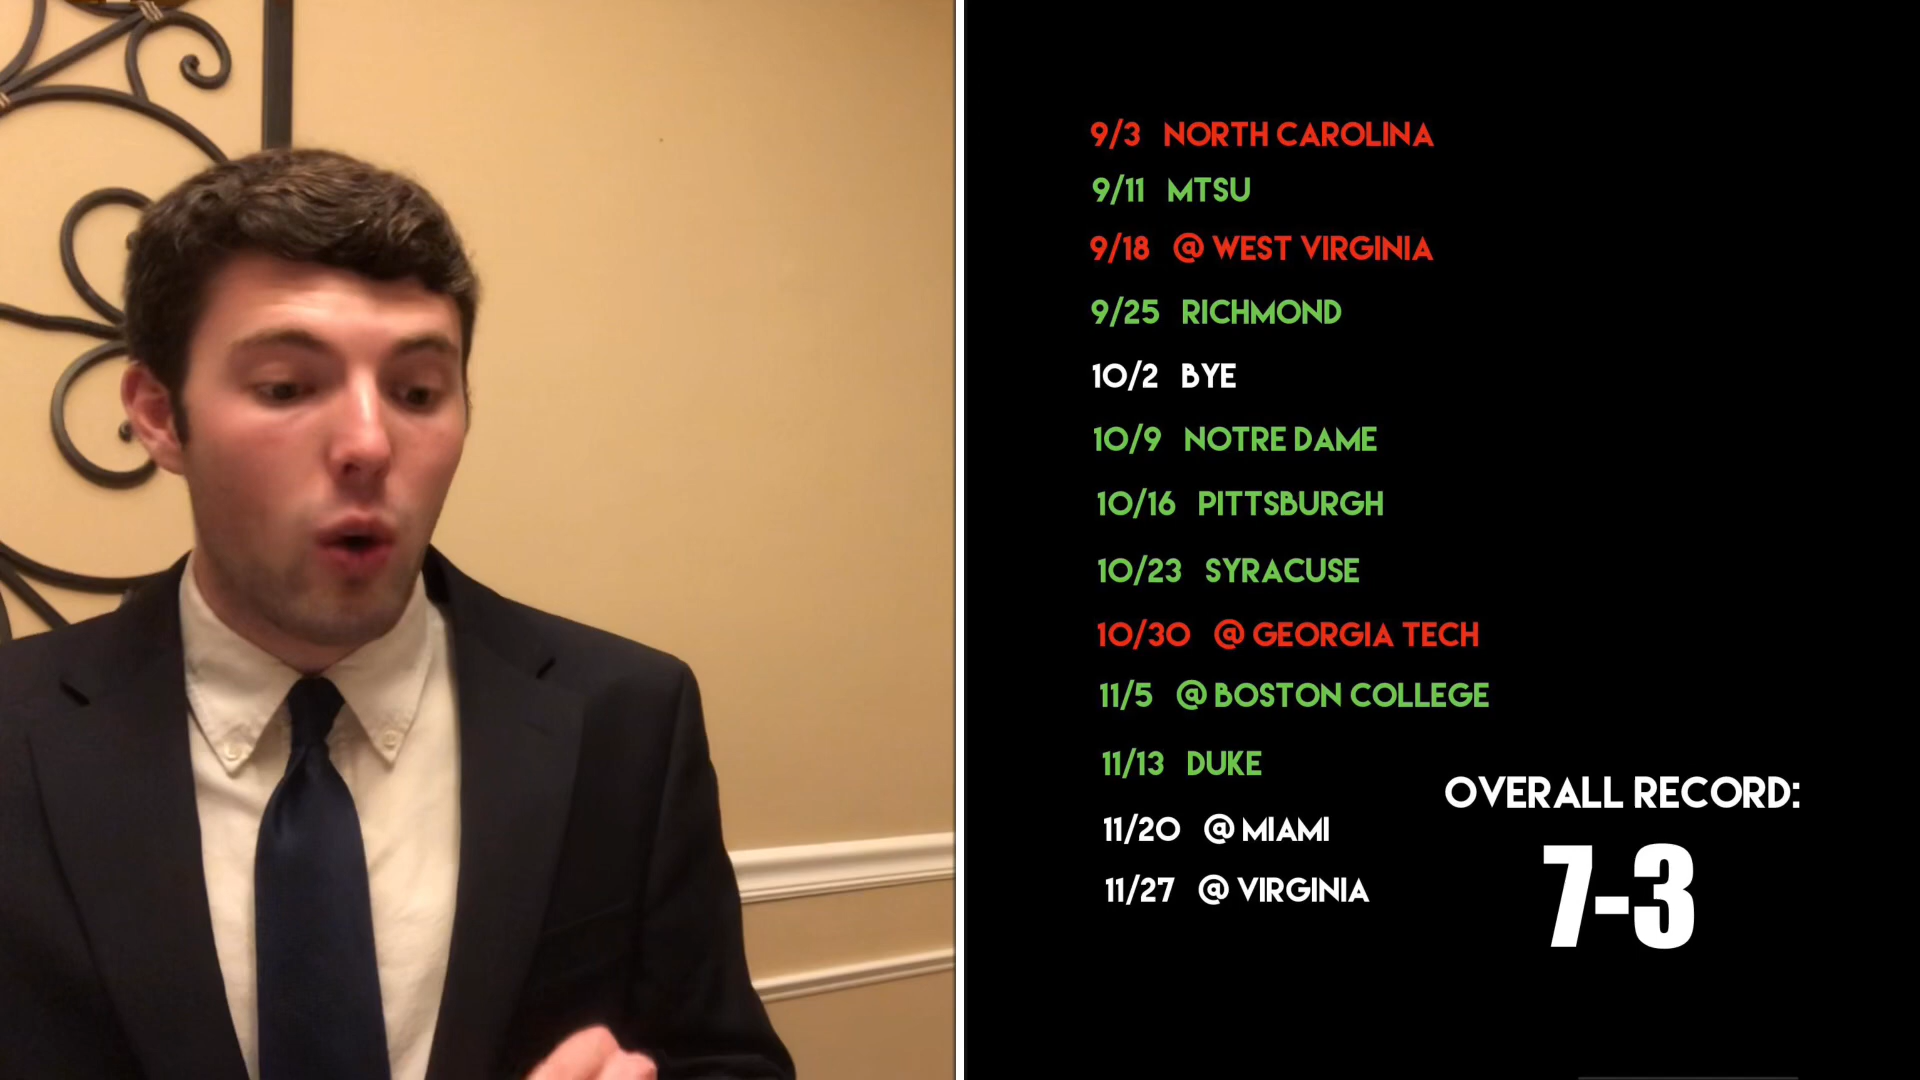 9/3 NORTH CAROLINA
9/11 MTSU
9/18 @ WEST VIRGINIA
9/25 RICHMOND
10/2 BYE
10/9 NOTRE DAME
10/16 PITTSBURGH
10/23 SYRACUSE
10/30 @ GEORGIA TECH
11/5 @ BOSTON COLLEGE
11/13 DUKE
11/20 @ MIAMI
11/27 @ VIRGINIA
OVERALL RECORD:
7-3